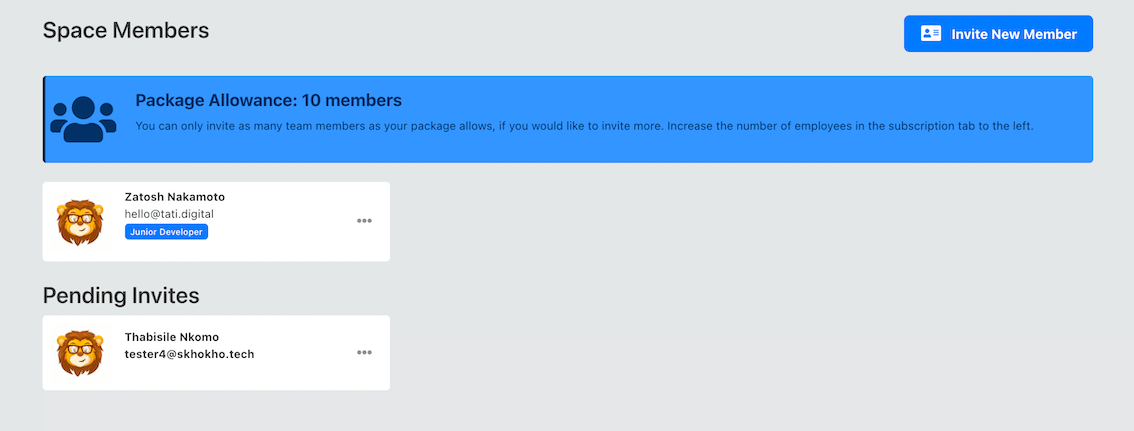 Space Members
Invite New Member
Package Allowance: 10 members
You can only invite as many team members as your package allows, if you would like to invite more. Increase the number of employees in the subscription tab to the left.
Zatosh Nakamoto
hello@tati.digital
Junior Developer
Pending Invites
Thabisile Nkomo
tester4@skhokho.tech